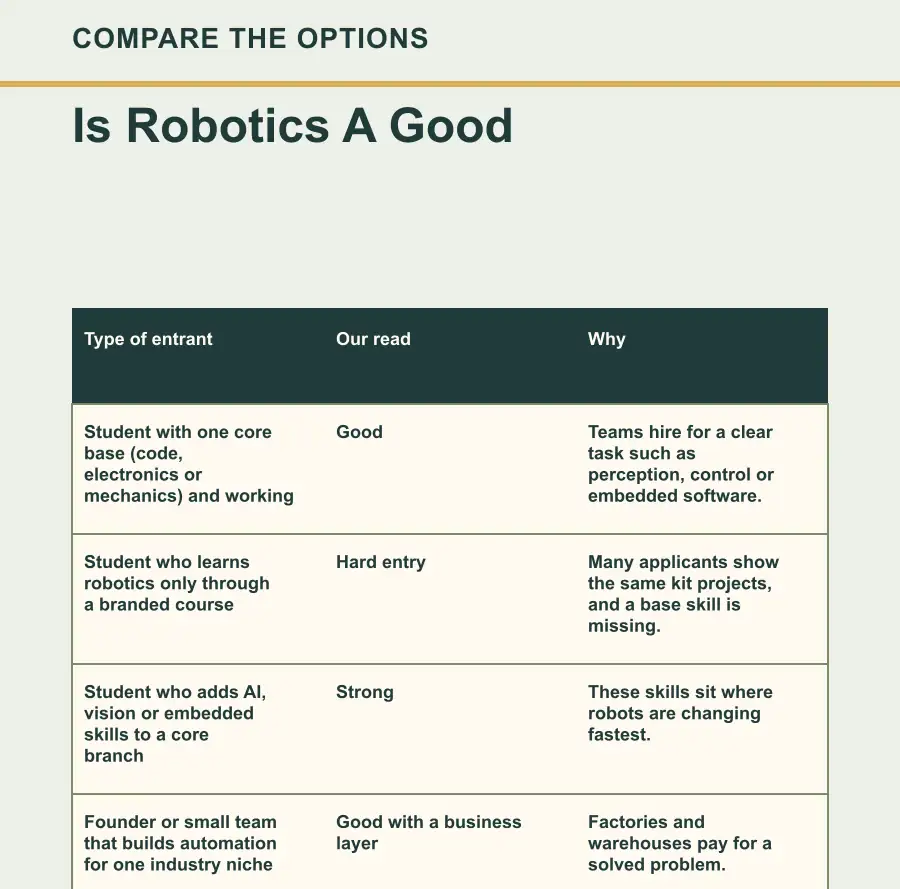 COMPARE THE OPTIONS
Is Robotics A Good
Type of entrant
Our read
Why
Student with one core
base (code,
electronics or
mechanics) and working
Good
Teams hire for a clear
task such as
perception, control or
embedded software.
Student who learns
robotics only through
a branded course
Hard entry
Many applicants show
the same kit projects,
and a base skill is
missing.
Student who adds AI,
vision or embedded
skills to a core
branch
Strong
These skills sit where
robots are changing
fastest.
Founder or small team
that builds automation
for one industry niche
Good with a business
layer
Factories and
warehouses pay for a
solved problem.